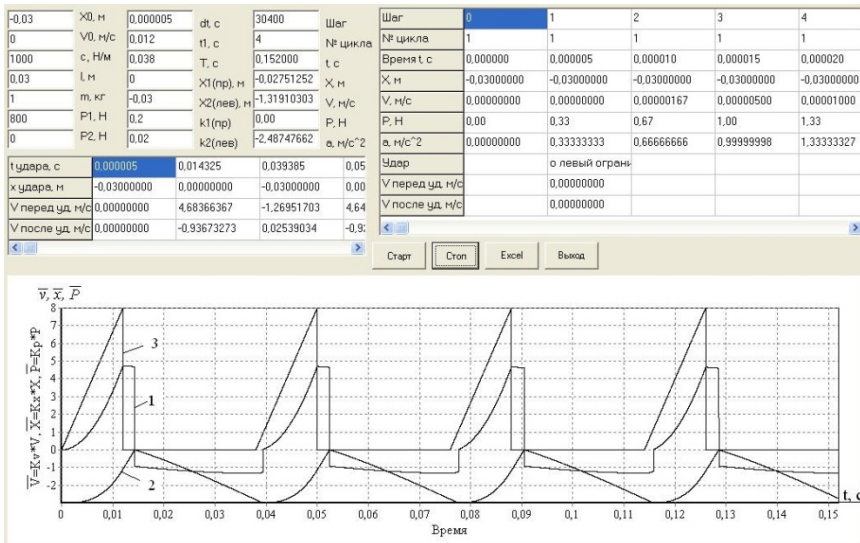 -0,03 X0, м 0,000005 dt, с 30400 Шаг
0 V0, м/с 0,012 t1, с 4 № цикла
1000 c, Н/м 0,038 T, с 0,152000 t, с
0,03 l, м 0 X1(пр), м -0,02751252 X, м
1 m, кг -0,03 X2(лев), м -1,31910303 V, м/с
800 P1, Н 0,2 k1(пр) 0,00 P, Н
0 P2, Н 0,02 k2(лев) -2,48747662 a, м/с^2
t удара, с 0,000005 0,014325 0,039385 0,05
x удара, м -0,03000000 0,00000000 -0,03000000 0,00
V перед уд, м/с 0,00000000 4,68366367 -1,26951703 4,64
V после уд, м/с 0,00000000 -0,93673273 0,02539034 -0,92
Шаг 0 1 2 3 4
№ цикла 1 1 1 1 1
Время t, с 0,000000 0,000005 0,000010 0,000015 0,000020
X, м -0,03000000 -0,03000000 -0,03000000 -0,03000000 -0,03000000
V, м/с 0,00000000 0,00000000 0,00000167 0,00000500 0,00001000
P, Н 0,00 0,33 0,67 1,00 1,33
a, м/с^2 0,00000000 0,33333333 0,66666666 0,99999998 1,33333327
Удар о левый ограни
V перед уд, м/с 0,00000000
V после уд, м/с 0,00000000
Старт Стоп Excel Выход
v, x, P
V=Kv*V, X=Kx*X, P=Kp*P
8
7
6
5
4
3
2
1
0
-1
-2
3
1
2
0 0,01 0,02 0,03 0,04 0,05 0,06 0,07 0,08 0,09 0,1 0,11 0,12 0,13 0,14 0,15
t, с
Время